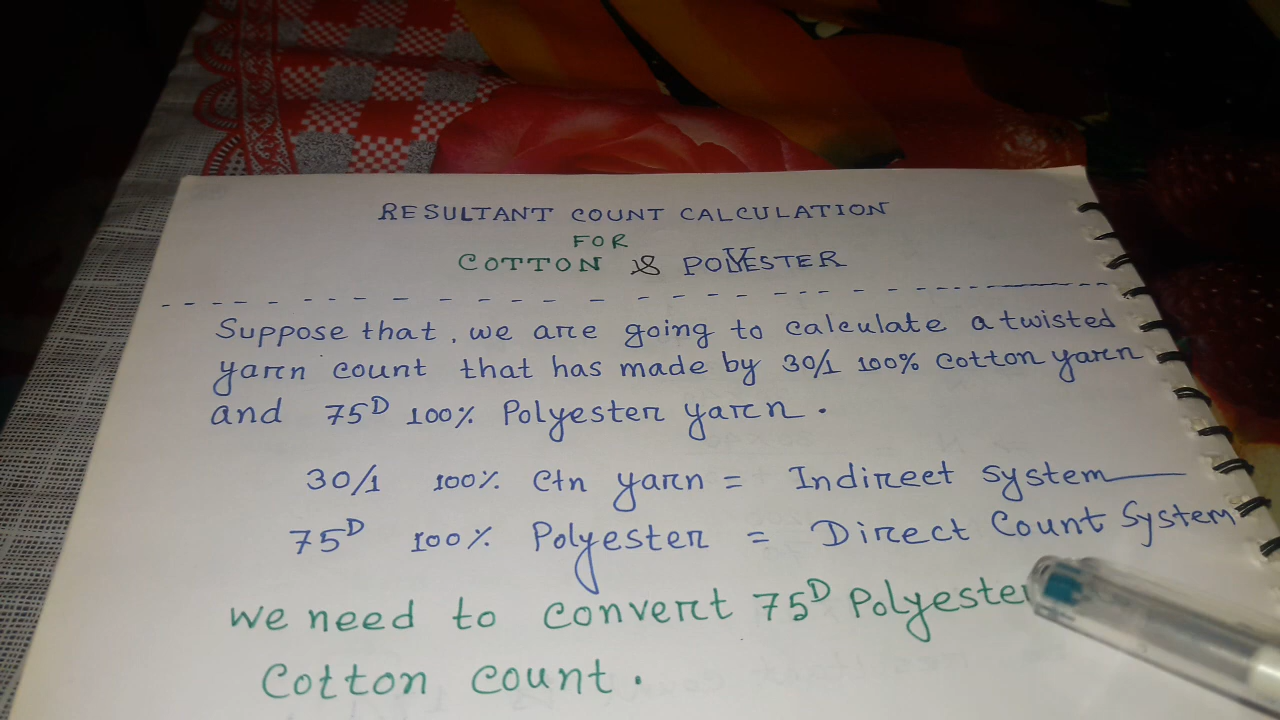 RESULTANT COUNT CALCULATION
FOR
COTTON & POLYESTER
Suppose that, we are going to calculate a twisted
yarn count that has made by 30/1 100% cotton yarn
and 75D 100% Polyester yarn.
30/1 100% Ctn yarn = Indirect system
75D 100% Polyester = Direct Count System
We need to convert 75D Polyester
Cotton count.